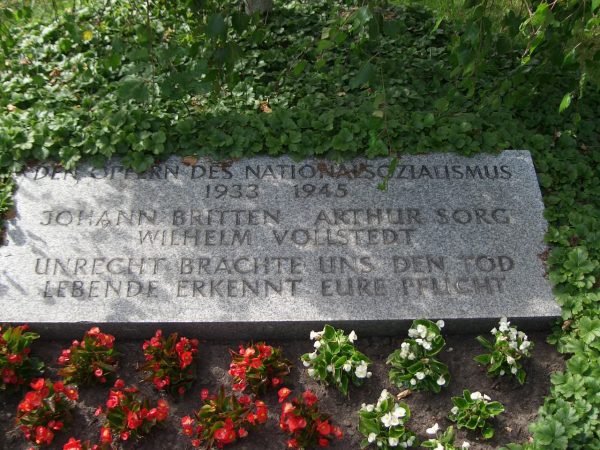 DEN OPFERN DES NATIONALSOZIALISMUS
1933 1945
JOHANN BRITTEN ARTHUR SORG
WILHELM VOLLSTEDT
UNRECHT BRACHTE UNS DEN TOD
LEBENDE ERKENNT EURE PFLICHT